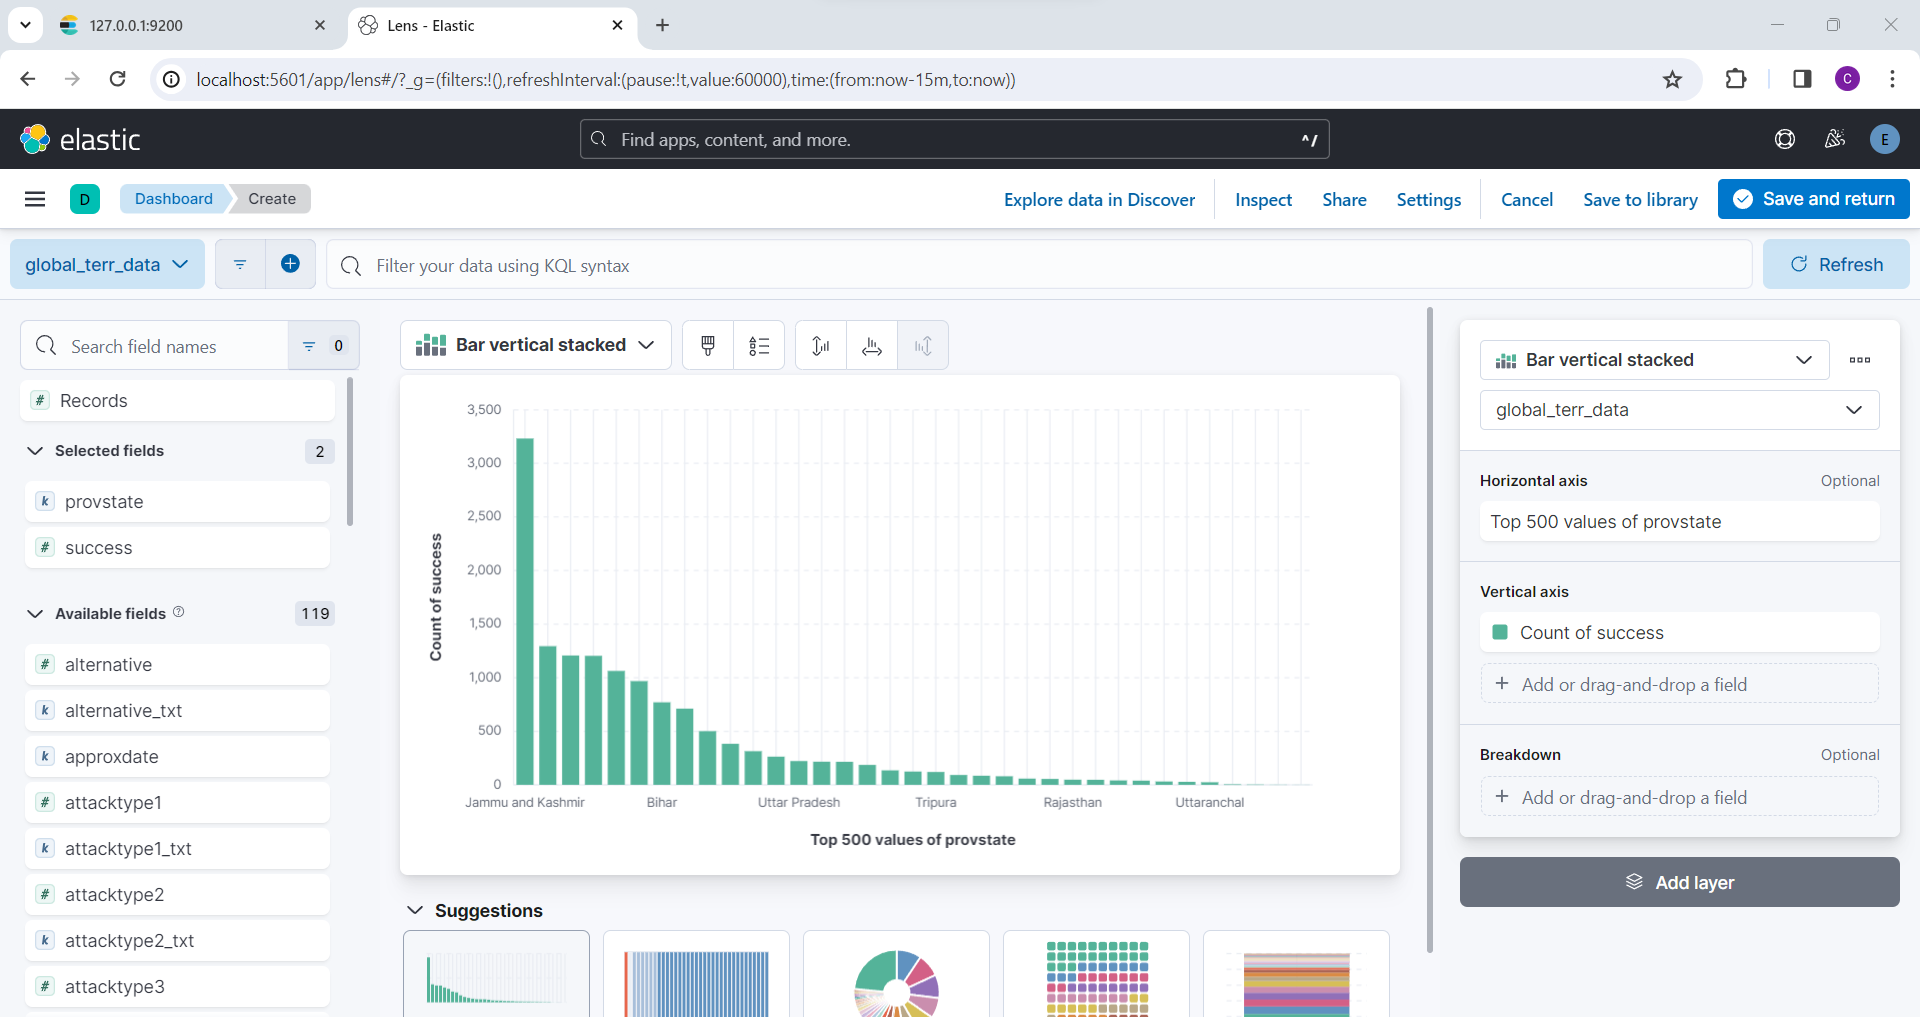 127.0.0.1:9200
Lens - Elastic
localhost:5601/app/lens#/?_g=(filters:!(),refreshInterval:(pause:!t,value:60000),time:(from:now-15m,to:now))
C
elastic
Find apps, content, and more.
^/
E
D
Dashboard
Create
Explore data in Discover
Inspect
Share
Settings
Cancel
Save to library
Save and return
global_terr_data
Filter your data using KQL syntax
Refresh
Search field names
0
# Records
Selected fields
2
k provstate
# success
Available fields
119
# alternative
k alternative_txt
k approxdate
# attacktype1
k attacktype1_txt
# attacktype2
k attacktype2_txt
# attacktype3
Bar vertical stacked
3,500
3,000
2,500
2,000
1,500
1,000
500
0
Count of success
Jammu and Kashmir
Bihar
Uttar Pradesh
Tripura
Rajasthan
Uttaranchal
Top 500 values of provstate
Suggestions
Bar vertical stacked
global_terr_data
Horizontal axis
Optional
Top 500 values of provstate
Vertical axis
Count of success
Add or drag-and-drop a field
Breakdown
Optional
Add or drag-and-drop a field
Add layer